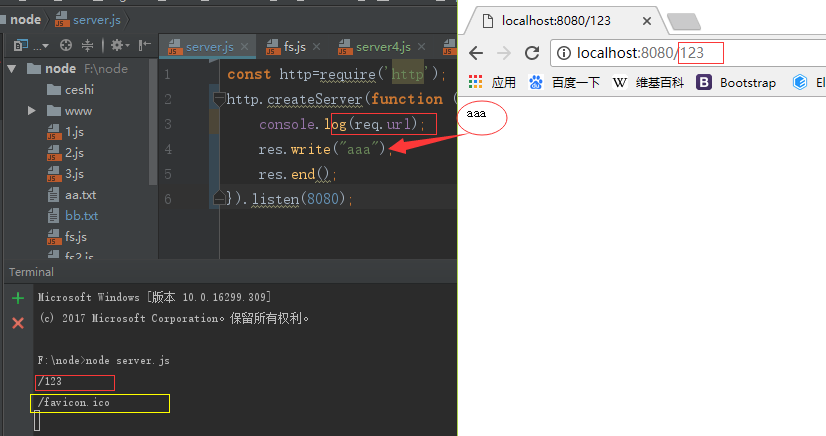 node
server.js
...
server.js
fs.js
server4.js
node F:\node
ceshi
www
1.js
2.js
3.js
aa.txt
bb.txt
fs.js
fs2.js
1 const http=require('http');
2 http.createServer(function (
3 console.log(req.url);
4 res.write("aaa");
5 res.end();
6 }).listen(8080);
Terminal
Microsoft Windows [版本 10.0.16299.309]
(c) 2017 Microsoft Corporation。保留所有权利。
F:\node>node server.js
/123
/favicon.ico
localhost:8080/123
localhost:8080/123
应用 百度一下 W 维基百科 B Bootstrap El
aaa